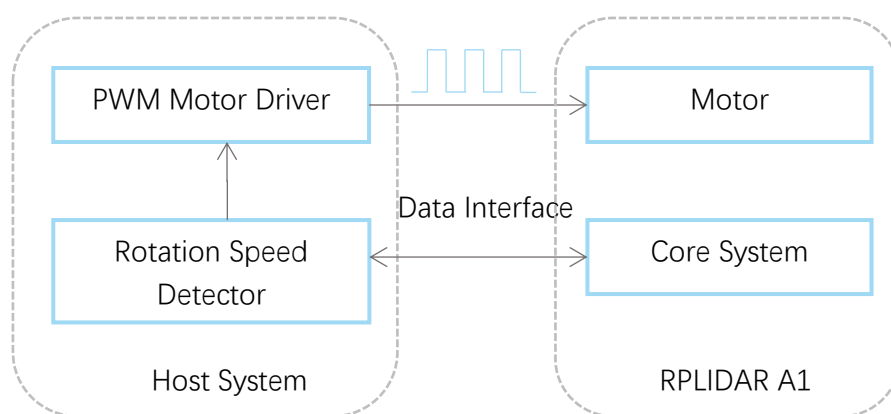 PWM Motor Driver
Motor
Data Interface
Rotation Speed
Detector
Core System
Host System
RPLIDAR A1